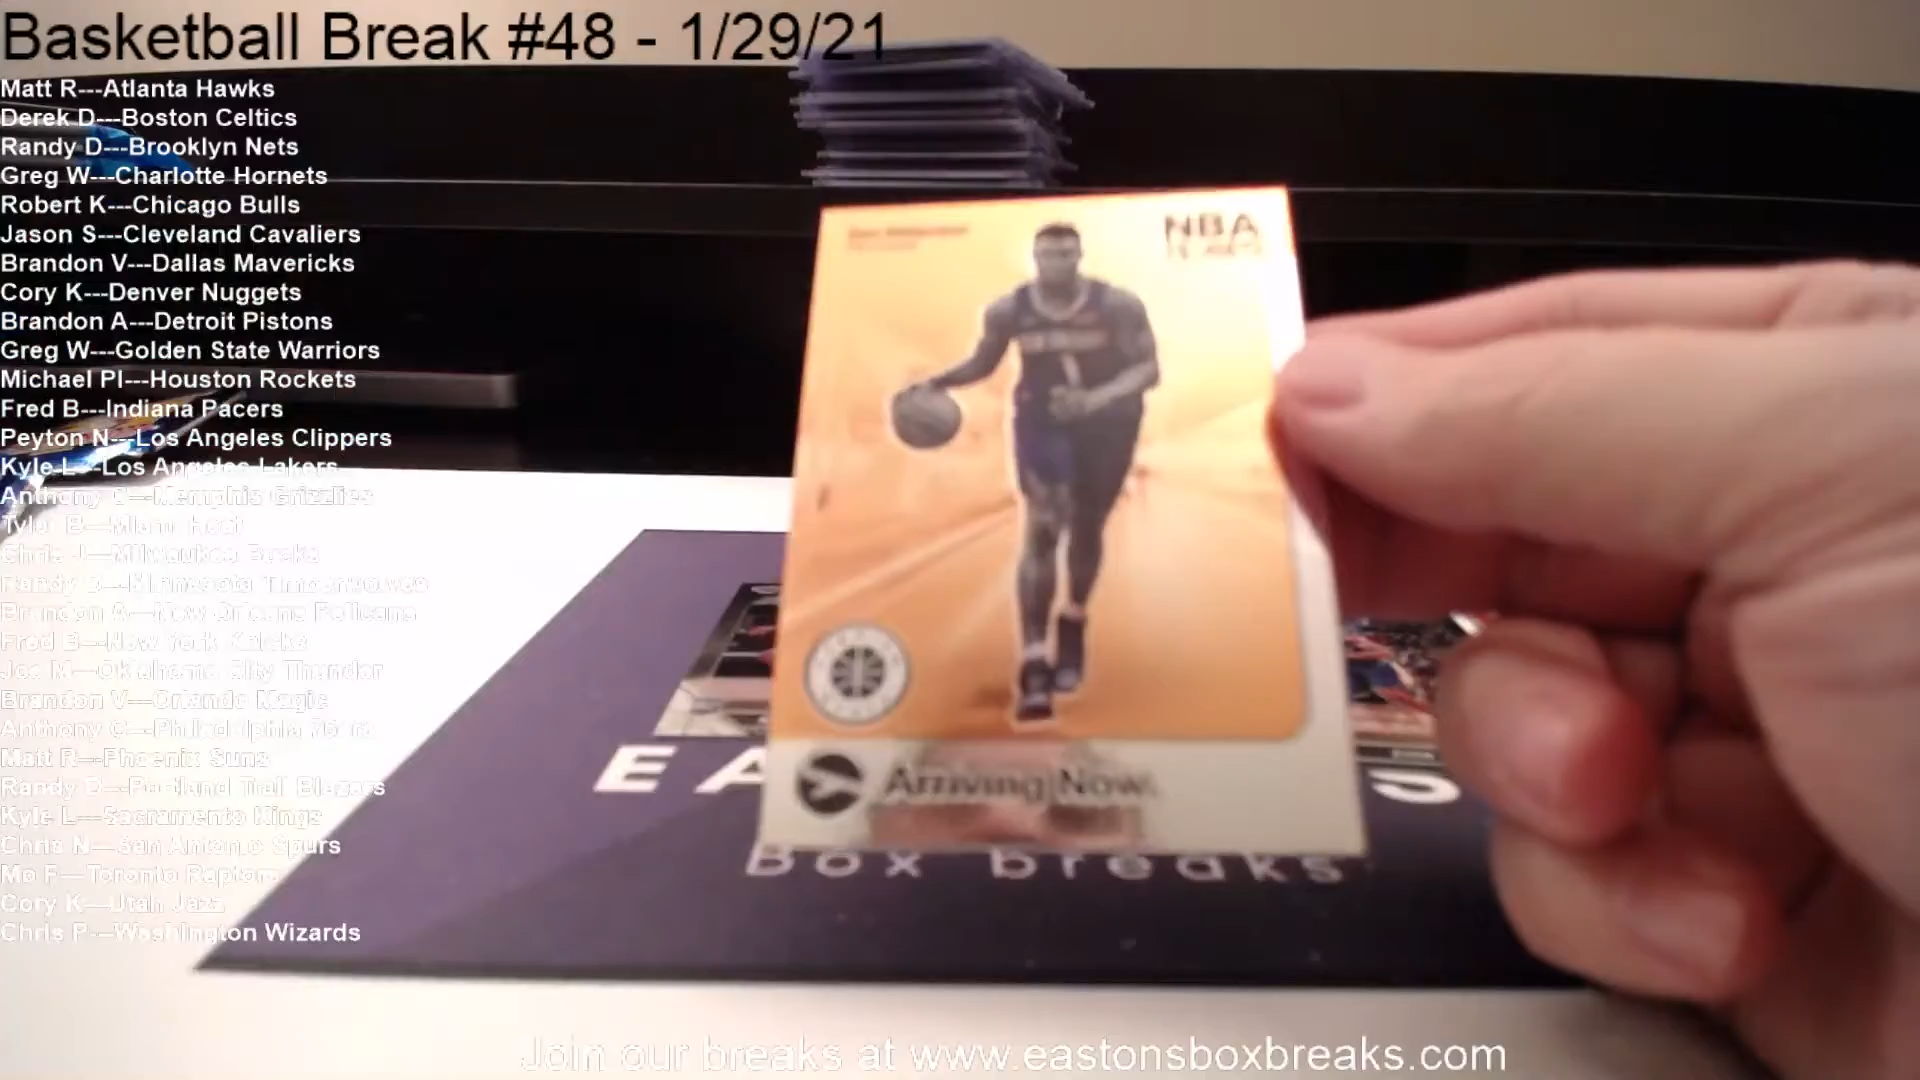 Basketball Break #48 - 1/29/21
Matt R---Atlanta Hawks
Derek D---Boston Celtics
Randy D---Brooklyn Nets
Greg W---Charlotte Hornets
Robert K---Chicago Bulls
Jason S---Cleveland Cavaliers
Brandon V---Dallas Mavericks
Cory K---Denver Nuggets
Brandon A---Detroit Pistons
Greg W---Golden State Warriors
Michael Pl---Houston Rockets
Fred B---Indiana Pacers
Peyton N---Los Angeles Clippers
Kyle L---Los Angeles Lakers
Anthony C---Memphis Grizzlies
Tyler B---Miami Heat
Chris J---Milwaukee Bucks
Randy D---Minnesota Timberwolves
Brandon A---New Orleans Pelicans
Fred B---New York Knicks
Joe M---Oklahoma City Thunder
Brandon V---Orlando Magic
Anthony C---Philadelphia 76ers
Matt R---Phoenix Suns
Randy D---Portland Trail Blazers
Kyle L---Sacramento Kings
Chris N---San Antonio Spurs
Mo F---Toronto Raptors
Cory K---Utah Jazz
Chris P---Washington Wizards
NBA
1
Arriving Now
EA S
Box breaks
Join our breaks at www.eastonsboxbreaks.com